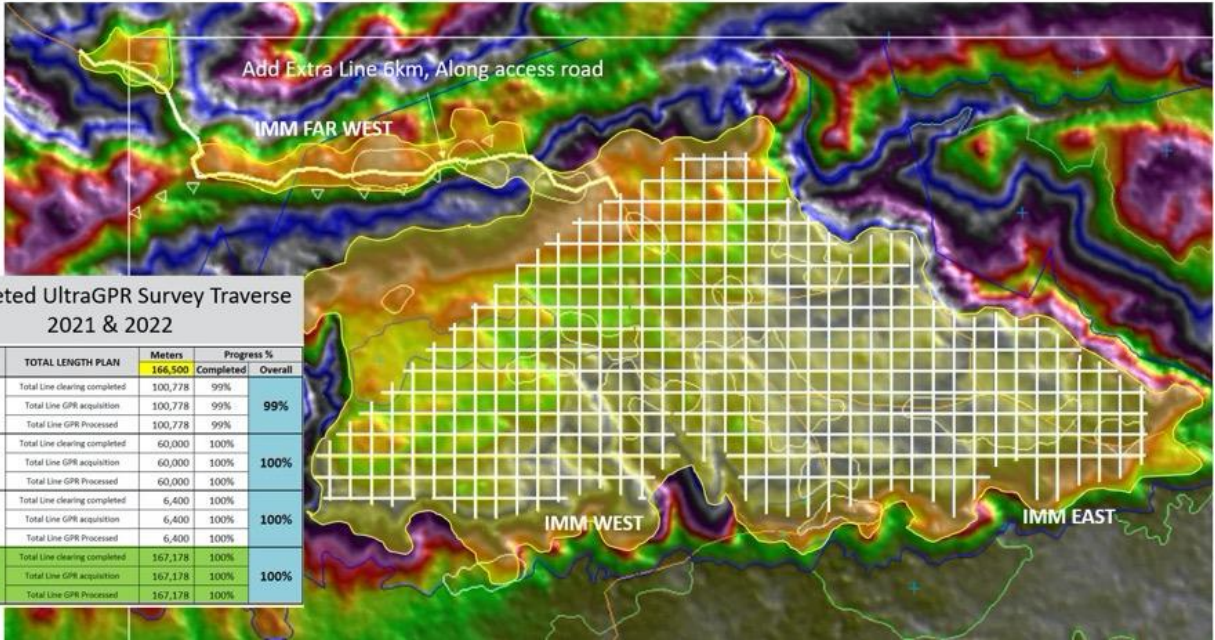 Add Extra Line 6km, Along access road
IMM FAR WEST
eted UltraGPR Survey Traverse
2021 & 2022
TOTAL LENGTH PLAN Meters Progress %
166,500 Completed Overall
Total Line clearing completed 100,778 99%
Total Line GPR acquisition 100,778 99% 99%
Total Line GPR Processed 100,778 99%
Total Line clearing completed 60,000 100%
Total Line GPR acquisition 60,000 100% 100%
Total Line GPR Processed 60,000 100%
Total Line clearing completed 6,400 100%
Total Line GPR acquisition 6,400 100% 100%
Total Line GPR Processed 6,400 100%
Total Line clearing completed 167,178 100%
Total Line GPR acquisition 167,178 100% 100%
Total Line GPR Processed 167,178 100%
IMM WEST
IMM EAST